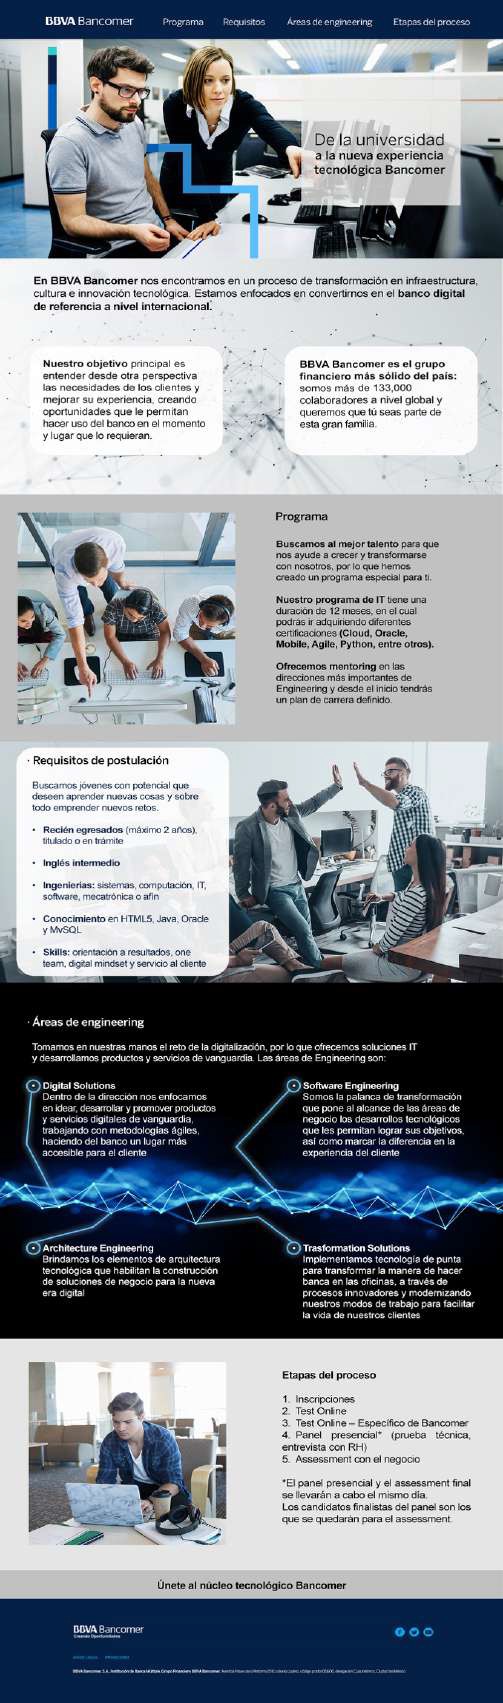 BBVA Bancomer
Programa Requisitos Áreas de engineering Etapas del proceso
De la universidad
a la nueva experiencia
tecnológica Bancomer
En BBVA Bancomer nos encontramos en un proceso de transformación en infraestructura,
cultura e innovación tecnológica. Estamos enfocados en convertirnos en el banco digital
de referencia a nivel internacional.
Nuestro objetivo principal es
entender desde otra perspectiva
las necesidades de los clientes y
mejorar su experiencia, creando
oportunidades que le permitan
hacer uso del banco en el momento
y lugar que lo requieran.
BBVA Bancomer es el grupo
financiero más sólido del país:
somos más de 133,000
colaboradores a nivel global y
queremos que tú seas parte de
esta gran familia.
Programa
Buscamos al mejor talento para que
nos ayude a crecer y transformarse
con nosotros, por lo que hemos
creado un programa especial para ti.
Nuestro programa de IT tiene una
duración de 12 meses, en el cual
podrás ir adquiriendo diferentes
certificaciones (Cloud, Oracle,
Mobile, Agile, Python, entre otros).
Ofrecemos mentoring en las
direcciones más importantes de
Engineering y desde el inicio tendrás
un plan de carrera definido.
· Requisitos de postulación
Buscamos jóvenes con potencial que
deseen aprender nuevas cosas y sobre
todo emprender nuevos retos.
• Recién egresados (máximo 2 años),
titulado o en trámite
• Inglés intermedio
• Ingenierias: sistemas, computación, IT,
software, mecatrónica o afín
• Conocimiento en HTML5, Java, Oracle
y MySQL
• Skills: orientación a resultados, one
team, digital mindset y servicio al cliente
· Áreas de engineering
Tomamos en nuestras manos el reto de la digitalización, por lo que ofrecemos soluciones IT
y desarrollamos productos y servicios de vanguardia. Las áreas de Engineering son:
Digital Solutions
Dentro de la dirección nos enfocamos
en idear, desarrollar y promover productos
y servicios digitales de vanguardia,
trabajando con metodologías ágiles,
haciendo del banco un lugar más
accesible para el cliente
Software Engineering
Somos la palanca de transformación
que pone al alcance de las áreas de
negocio los desarrollos tecnológicos
que les permitan lograr sus objetivos,
así como marcar la diferencia en la
experiencia del cliente
Architecture Engineering
Brindamos los elementos de arquitectura
tecnológica que habilitan la construcción
de soluciones de negocio para la nueva
era digital
Trasformation Solutions
Implementamos tecnología de punta
para transformar la manera de hacer
banca en las oficinas, a través de
procesos innovadores y modernizando
nuestros modos de trabajo para facilitar
la vida de nuestros clientes
Etapas del proceso
1. Inscripciones
2. Test Online
3. Test Online – Específico de Bancomer
4. Panel presencial* (prueba técnica,
entrevista con RH)
5. Assessment con el negocio
*El panel presencial y el assessment final
se llevarán a cabo el mismo día.
Los candidatos finalistas del panel son los
que se quedarán para el assessment.
Únete al núcleo tecnológico Bancomer
BBVA Bancomer
Creando Oportunidades
AVISO LEGAL PRIVACIDAD
BBVA Bancomer, S.A., Institución de Banca Múltiple, Grupo Financiero BBVA Bancomer.